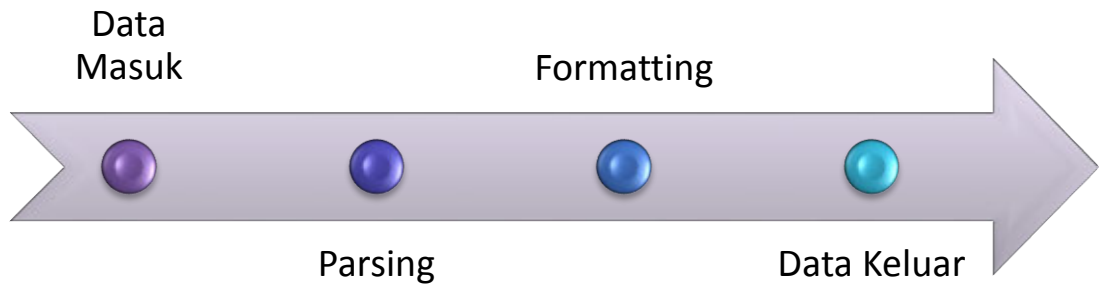 Data
Masuk
Parsing
Formatting
Data Keluar